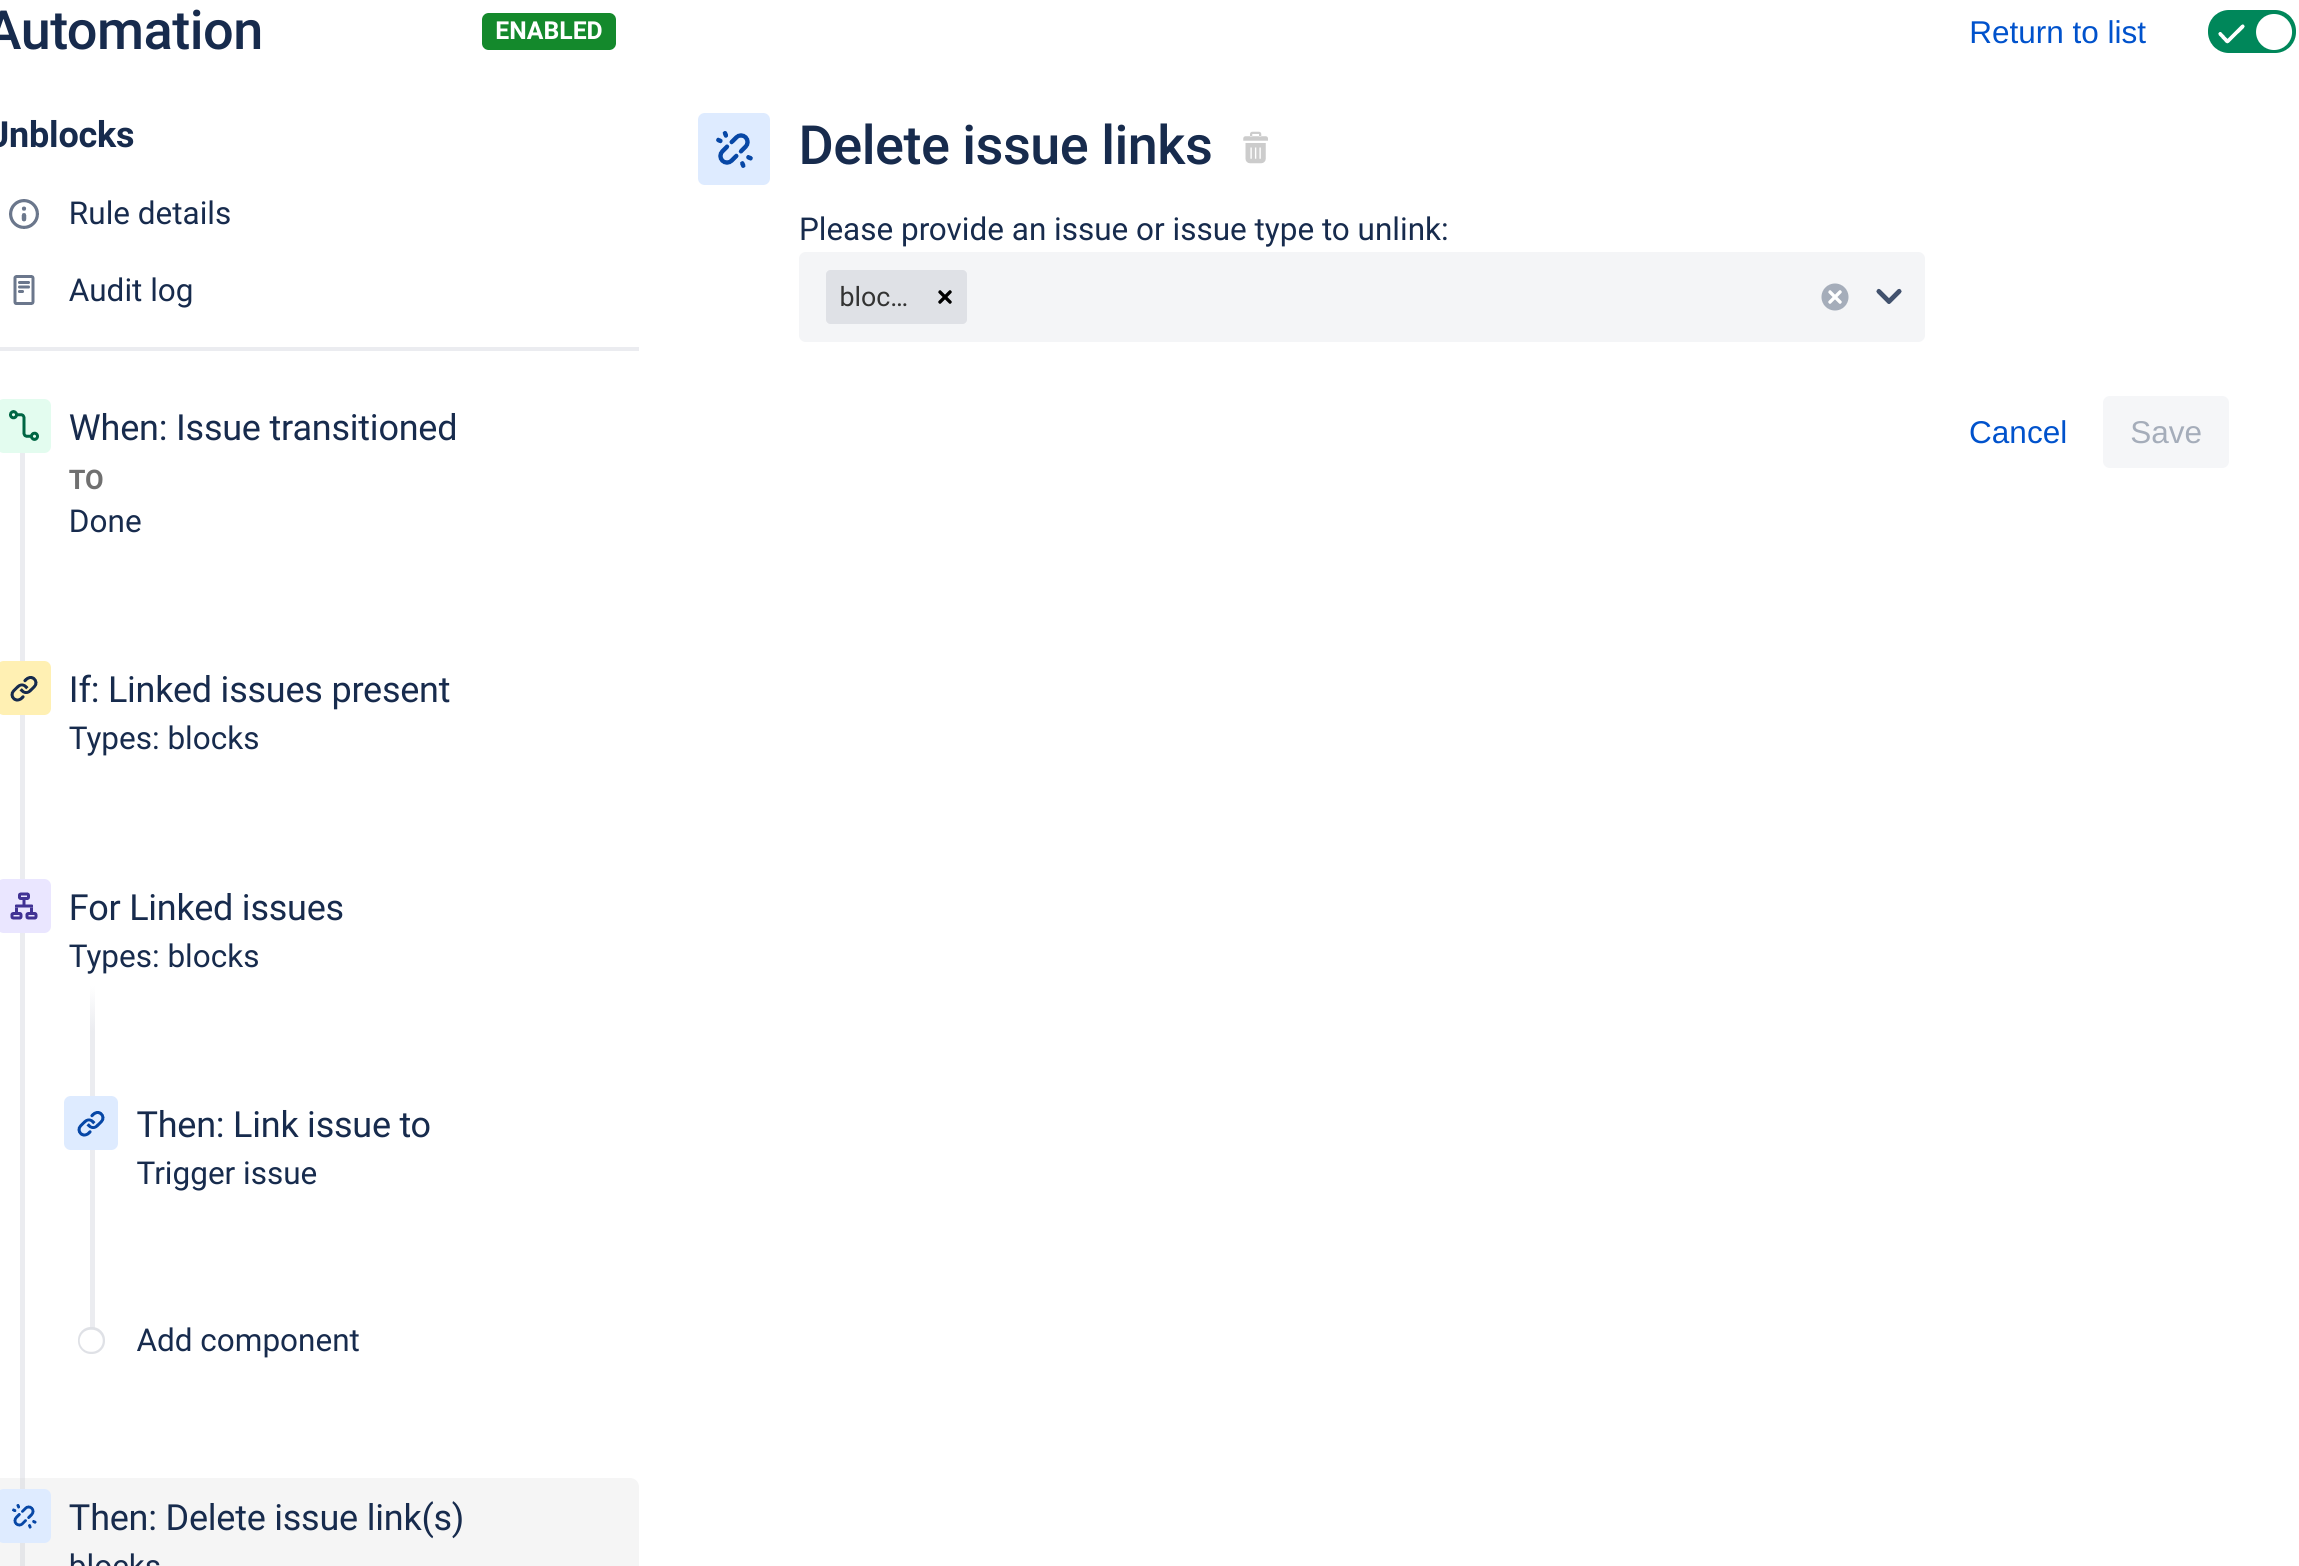 Automation
ENABLED
Return to list
Unblocks
Rule details
Audit log
When: Issue transitioned
TO
Done
If: Linked issues present
Types: blocks
For Linked issues
Types: blocks
Then: Link issue to
Trigger issue
Add component
Then: Delete issue link(s)
blocks
Delete issue links
Please provide an issue or issue type to unlink:
bloc...
Cancel
Save